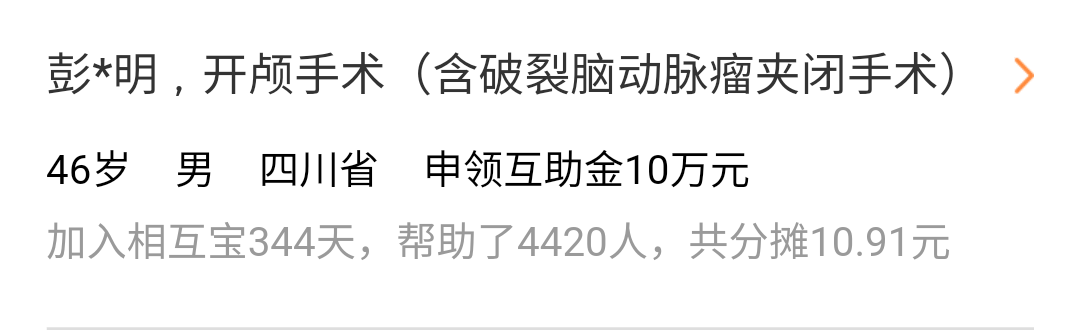 彭*明，开颅手术（含破裂脑动脉瘤夹闭手术）
46岁 男 四川省 申领互助金10万元
加入相互宝344天，帮助了4420人，共分摊10.91元